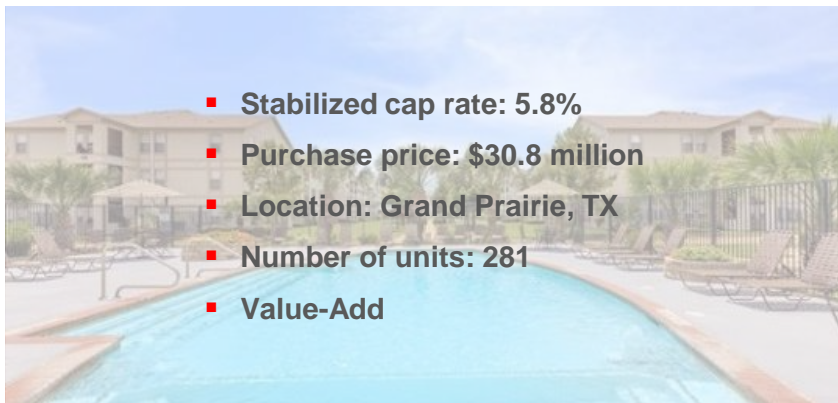 ▪ Stabilized cap rate: 5.8%
▪ Purchase price: $30.8 million
▪ Location: Grand Prairie, TX
▪ Number of units: 281
▪ Value-Add